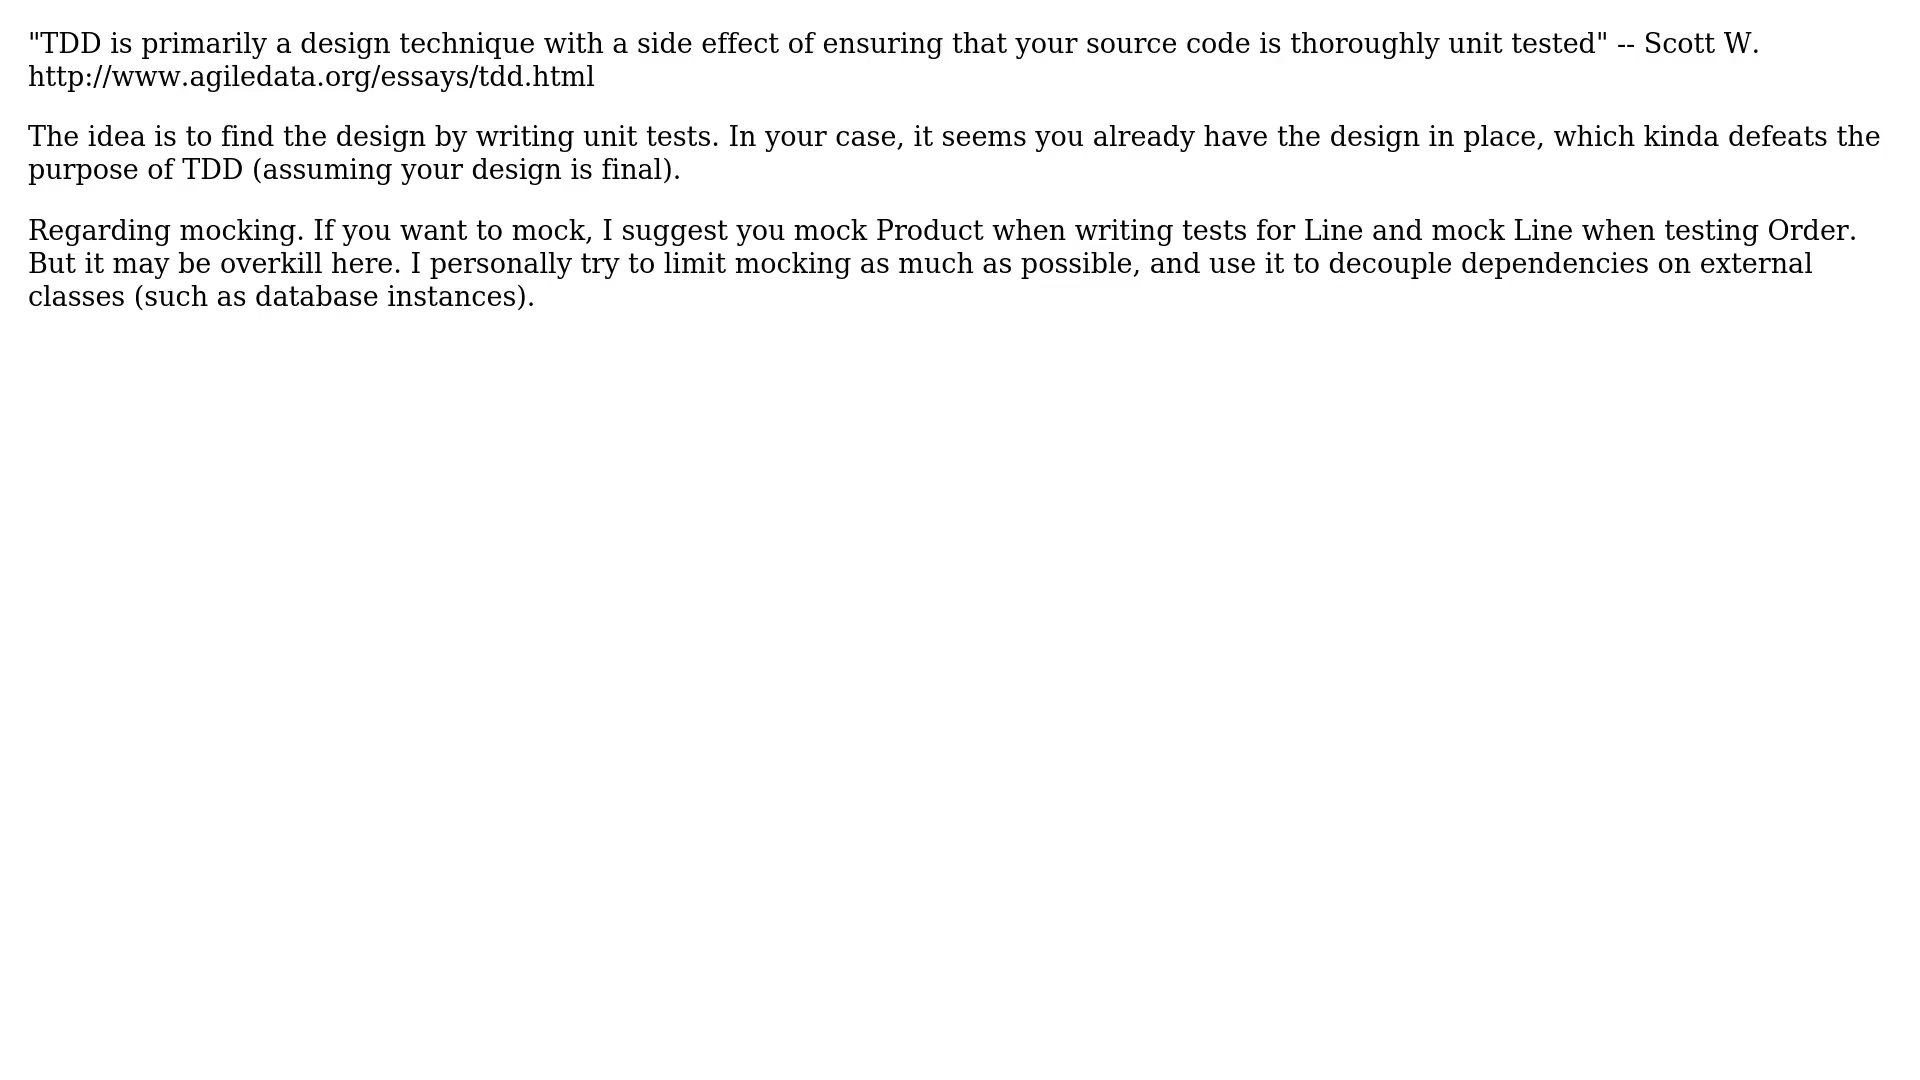 "TDD is primarily a design technique with a side effect of ensuring that your source code is thoroughly unit tested" -- Scott W.
http://www.agiledata.org/essays/tdd.html
The idea is to find the design by writing unit tests. In your case, it seems you already have the design in place, which kinda defeats the
purpose of TDD (assuming your design is final).
Regarding mocking. If you want to mock, I suggest you mock Product when writing tests for Line and mock Line when testing Order.
But it may be overkill here. I personally try to limit mocking as much as possible, and use it to decouple dependencies on external
classes (such as database instances).